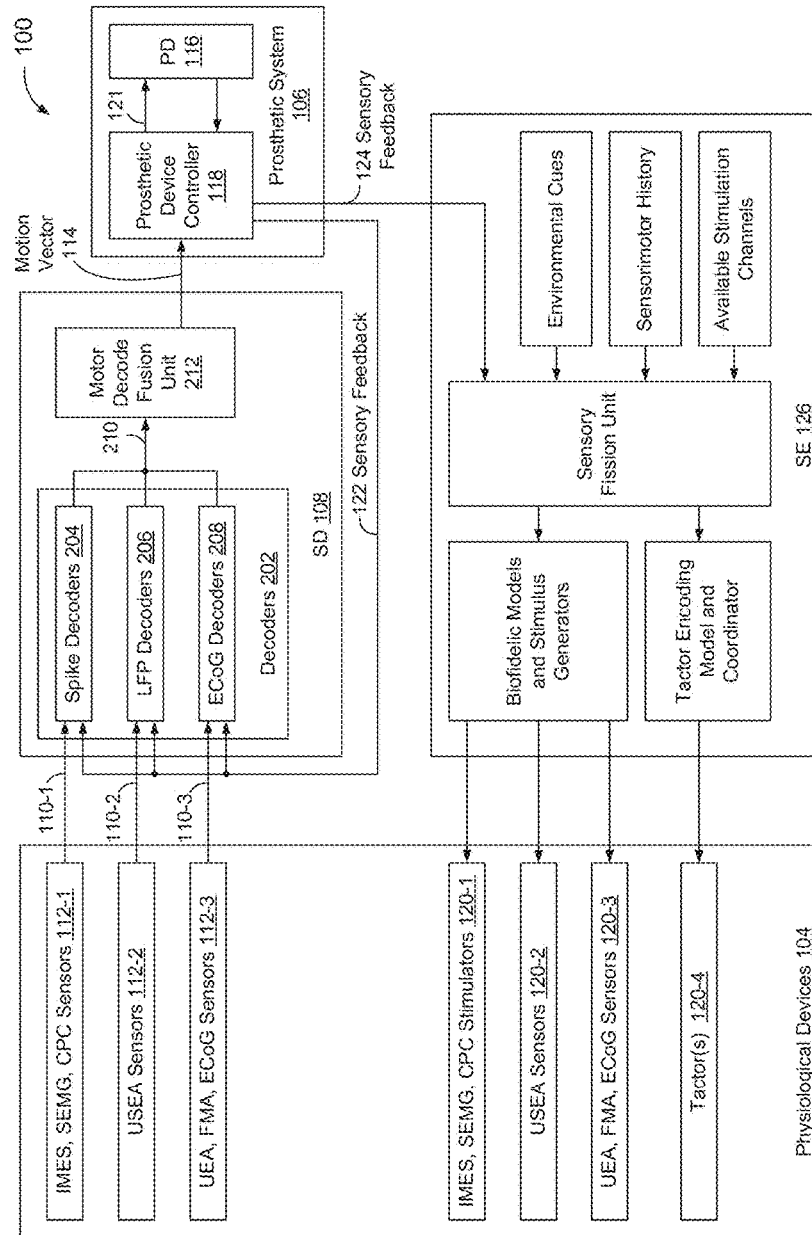 100
IMES, SEMG, CPC Sensors 112-1
USEA Sensors 112-2
UEA, FMA, ECoG Sensors 112-3
110-1
110-2
110-3
Spike Decoders 204
LFP Decoders 206
ECoG Decoders 208
Decoders 202
SD 108
210
Motor
Decode
Fusion
Unit
212
Motion
Vector
114
Prosthetic
Device
Controller
118
121
PD
116
Prosthetic System
106
122 Sensory Feedback
124 Sensory
Feedback
IMES, SEMG, CPC Stimulators 120-1
USEA Sensors 120-2
UEA, FMA, ECoG Sensors 120-3
Tactor(s) 120-4
Physiological Devices 104
Biofidelic Models
and Stimulus
Generators
Tactor Encoding
Model and
Coordinator
Sensory
Fission Unit
Environmental Cues
Sensorimotor History
Available Stimulation
Channels
SE 126